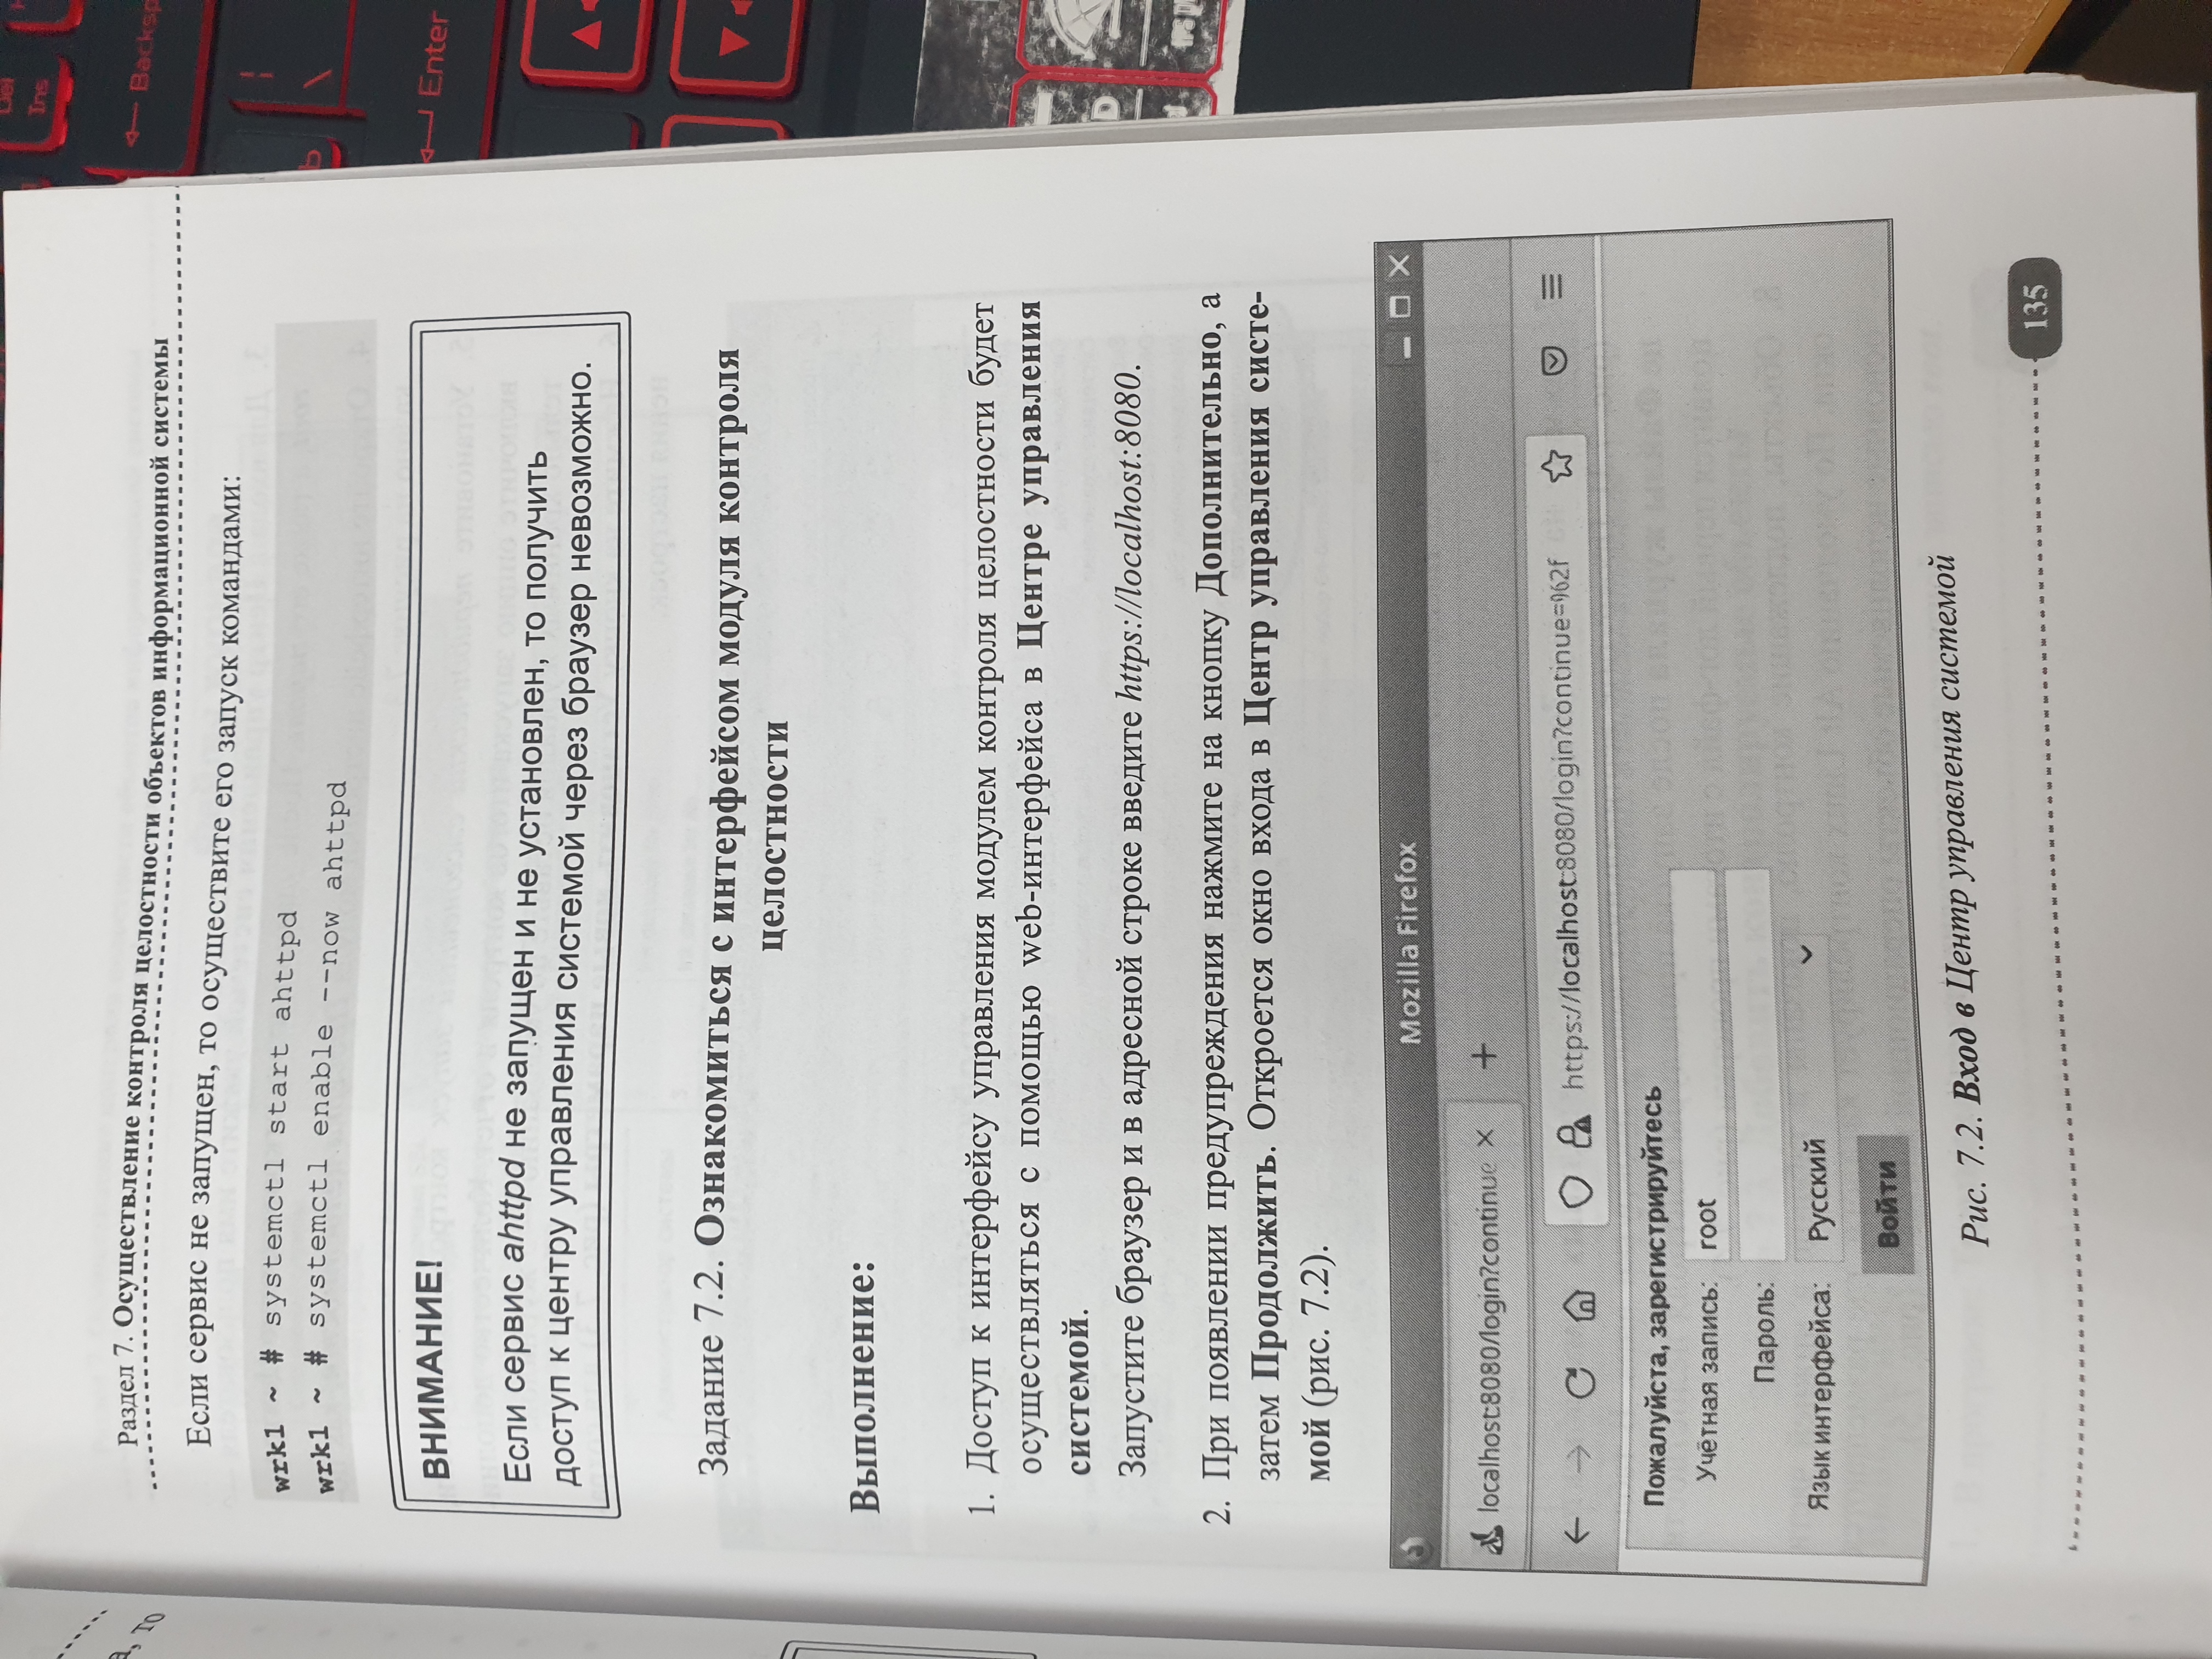 а, то
Раздел 7. Осуществление контроля целостности объектов информационной системы
Если сервис не запущен, то осуществите его запуск командами:
wrk1 ~ # systemctl start ahttpd
wrk1 ~ # systemctl enable --now ahttpd
ВНИМАНИЕ!
Если сервис ahttpd не запущен и не установлен, то получить
доступ к центру управления системой через браузер невозможно.
Задание 7.2. Ознакомиться с интерфейсом модуля контроля
целостности
Выполнение:
1. Доступ к интерфейсу управления модулем контроля целостности будет
осуществляться с помощью web-интерфейса в Центре управления
системой.
Запустите браузер и в адресной строке введите https://localhost:8080.
2. При появлении предупреждения нажмите на кнопку Дополнительно, а
затем Продолжить. Откроется окно входа в Центр управления систе-
мой (рис. 7.2).
Mozilla Firefox
localhost:8080/login?continue
https://localhost:8080/login?continue=%2f
Пожалуйста, зарегистрируйтесь
Учётная запись: root
Пароль:
Язык интерфейса: Русский
Войти
Рис. 7.2. Вход в Центр управления системой
135
Del
Ins
Backsp
\
Enter